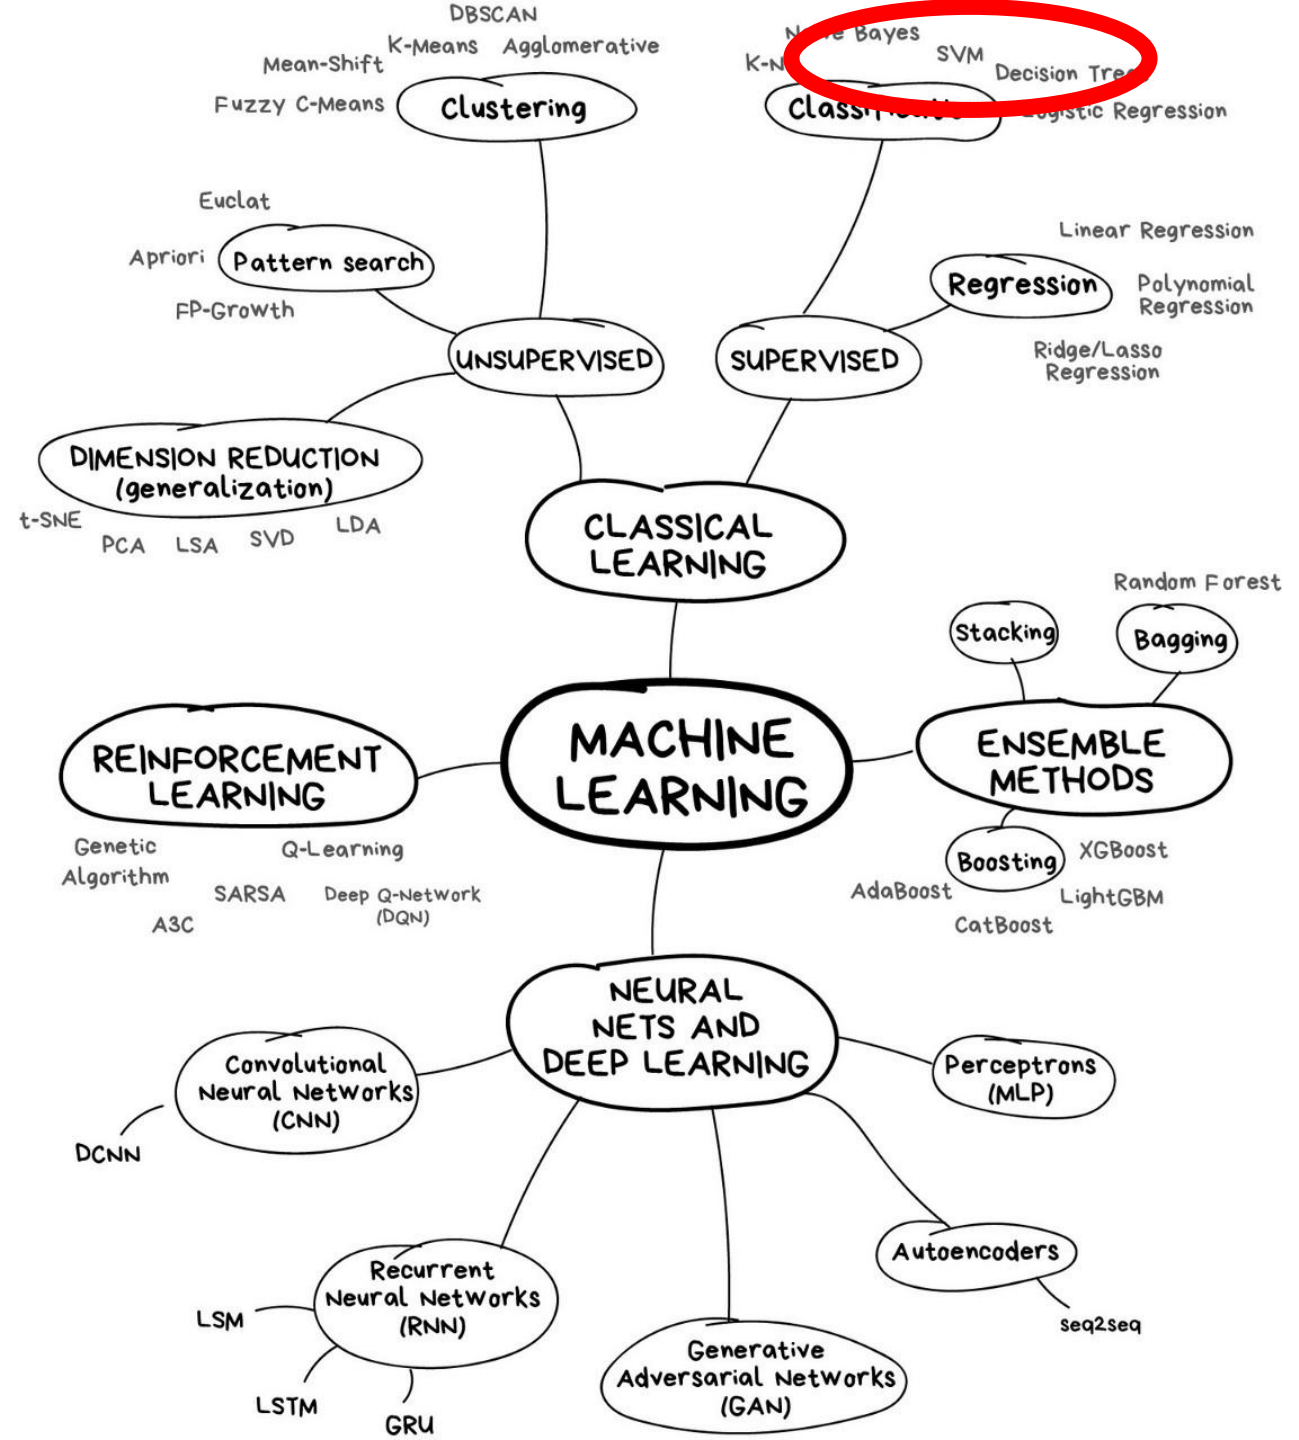 DBSCAN
K-Means
Agglomerative
Mean-Shift
Fuzzy C-Means
Clustering
Bayes
SVM
Decision
Regression
Euclat
Apriori
Pattern search
FP-Growth
Linear Regression
Regression
Polynomial
Regression
Ridge/Lasso
Regression
UNSUPERVISED
SUPERVISED
DIMENSION REDUCTION
(generalization)
t-SNE
PCA
LSA
SVD
LDA
CLASSICAL
LEARNING
Random Forest
Stacking
Bagging
REINFORCEMENT
LEARNING
MACHINE
LEARNING
ENSEMBLE
METHODS
Genetic
Algorithm
Q-Learning
SARSA
Deep Q-Network
(DQN)
A3C
Boosting
XGBoost
AdaBoost
LightGBM
CatBoost
NEURAL
NETS AND
DEEP LEARNING
Convolutional
Neural Networks
(CNN)
DCNN
Perceptrons
(MLP)
Autoencoders
seq2seq
Recurrent
Neural Networks
(RNN)
LSM
LSTM
GRU
Generative
Adversarial Networks
(GAN)